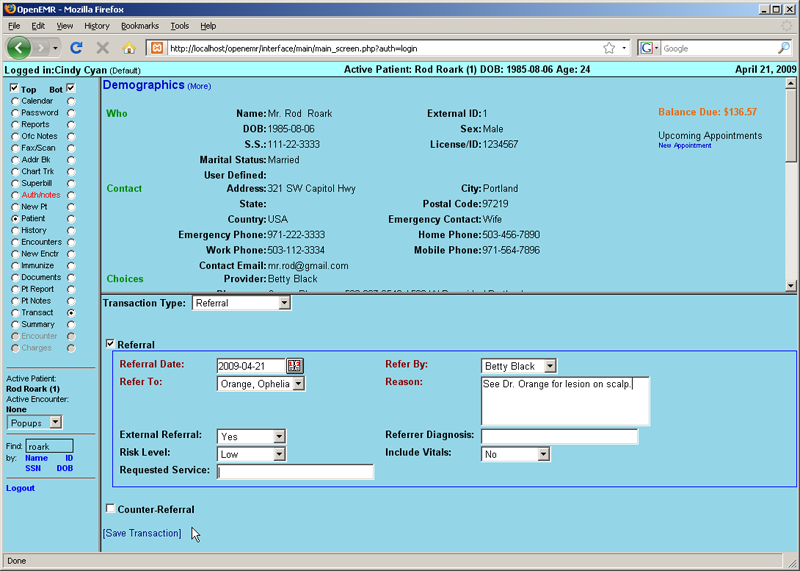 OpenEMR - Mozilla Firefox
File Edit View History Bookmarks Tools Help
http://localhost/openemr/interface/main/main_screen.php?auth=login
Google
Logged in:Cindy Cyan (Default) Active Patient: Rod Roark (1) DOB: 1985-08-06 Age: 24 April 21, 2009
Top Bot
Calendar
Password
Reports
Ofc Notes
Fax/Scan
Addr Bk
Chart Trk
Superbill
Auth/notes
New Pt
Patient
History
Encounters
New Enctr
Immunize
Documents
Pt Report
Pt Notes
Transact
Summary
Encounter
Charges
Active Patient:
Rod Roark (1)
Active Encounter:
None
Popups
Find: roark
by: Name ID
SSN DOB
Logout
Demographics (More)
Who Name: Mr. Rod Roark External ID: 1
DOB: 1985-08-06 Sex: Male
S.S.: 111-22-3333 License/ID: 1234567
Marital Status: Married
User Defined:
Contact Address: 321 SW Capitol Hwy City: Portland
State: Postal Code: 97219
Country: USA Emergency Contact: Wife
Emergency Phone: 971-222-3333 Home Phone: 503-456-7890
Work Phone: 503-112-3334 Mobile Phone: 971-564-7896
Contact Email: mr.rod@gmail.com
Choices Provider: Betty Black
Balance Due: $136.57
Upcoming Appointments
New Appointment
Transaction Type: Referral
Referral
Referral Date: 2009-04-21 Refer By: Betty Black
Refer To: Orange, Ophelia Reason: See Dr. Orange for lesion on scalp.
External Referral: Yes Referrer Diagnosis:
Risk Level: Low Include Vitals: No
Requested Service:
Counter-Referral
[Save Transaction]
Done